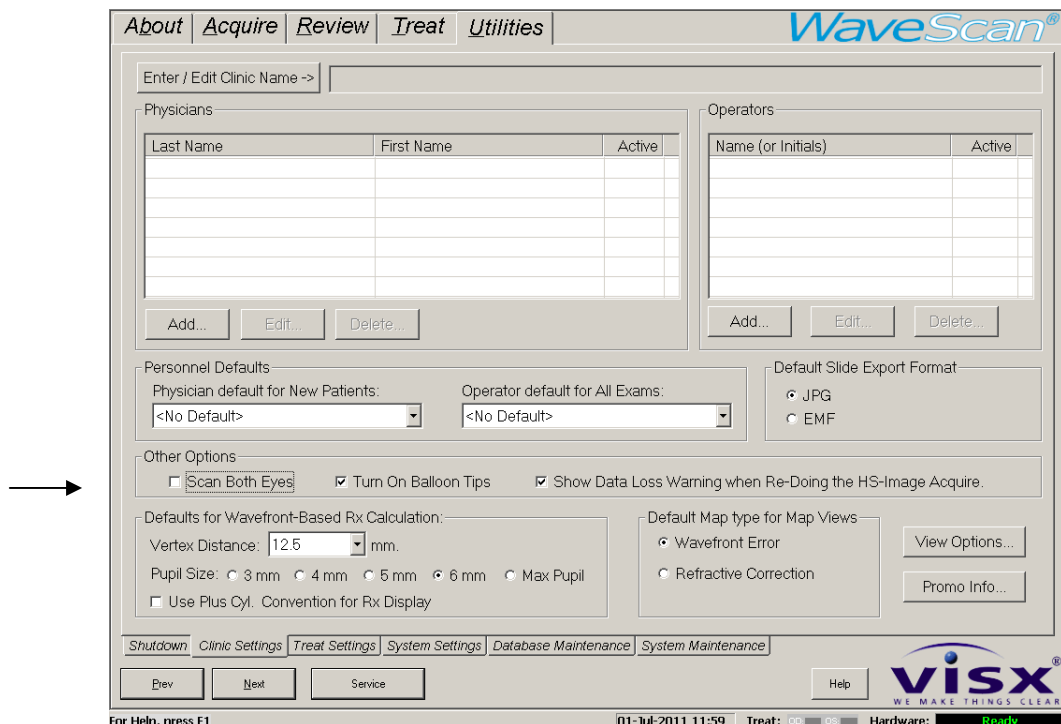 About Acquire Review Treat Utilities WaveScan®
Enter / Edit Clinic Name ->
Physicians Operators
Last Name First Name Active Name (or Initials) Active
Add... Edit... Delete... Add... Edit... Delete...
Personnel Defaults Default Slide Export Format
Physician default for New Patients: Operator default for All Exams: JPG
<No Default> <No Default> EMF
Other Options
Scan Both Eyes Turn On Balloon Tips Show Data Loss Warning when Re-Doing the HS-Image Acquire.
Defaults for Wavefront-Based Rx Calculation: Default Map type for Map Views
Vertex Distance: 12.5 mm. Wavefront Error View Options...
Pupil Size: 3 mm 4 mm 5 mm 6 mm Max Pupil Refractive Correction
Use Plus Cyl. Convention for Rx Display Promo Info...
Shutdown Clinic Settings Treat Settings System Settings Database Maintenance System Maintenance
Prev Next Service Help VISX®
WE MAKE THINGS CLEAR
For Help, press F1 01-Jul-2011 11:59 Treat: OD OS Hardware: Ready